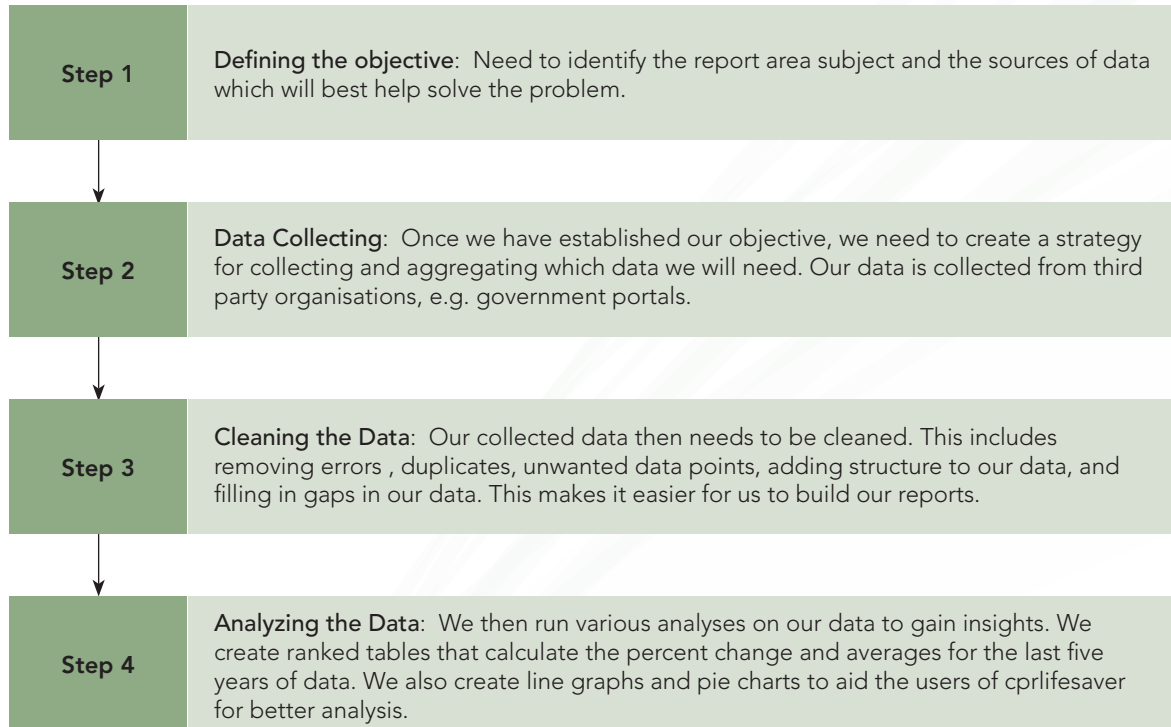 Step 1
Defining the objective: Need to identify the report area subject and the sources of data
which will best help solve the problem.
Step 2
Data Collecting: Once we have established our objective, we need to create a strategy
for collecting and aggregating which data we will need. Our data is collected from third
party organisations, e.g. government portals.
Step 3
Cleaning the Data: Our collected data then needs to be cleaned. This includes
removing errors , duplicates, unwanted data points, adding structure to our data, and
filling in gaps in our data. This makes it easier for us to build our reports.
Step 4
Analyzing the Data: We then run various analyses on our data to gain insights. We
create ranked tables that calculate the percent change and averages for the last five
years of data. We also create line graphs and pie charts to aid the users of cprlifesaver
for better analysis.